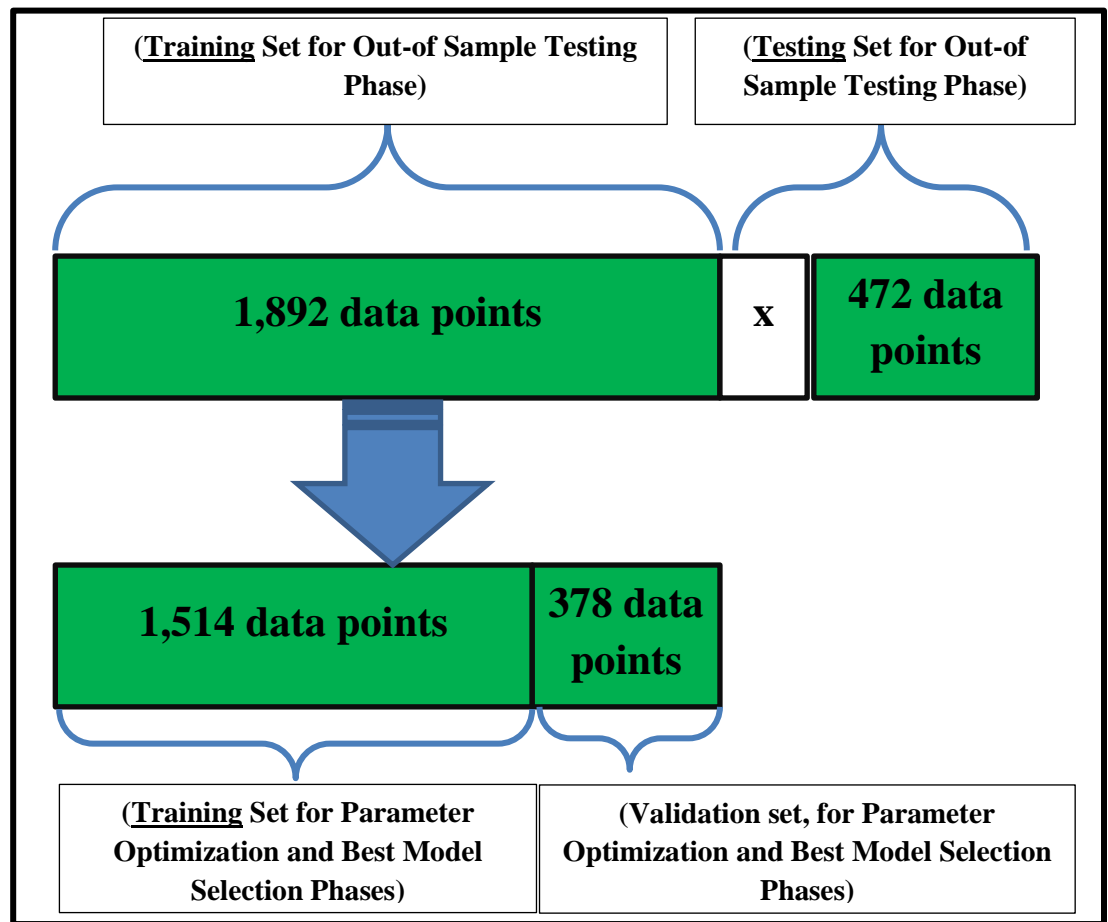 (Training Set for Out-of Sample Testing
Phase)
(Testing Set for Out-of
Sample Testing Phase)
1,892 data points
x
472 data
points
1,514 data points
378 data
points
(Training Set for Parameter
Optimization and Best Model
Selection Phases)
(Validation set, for Parameter
Optimization and Best Model Selection
Phases)